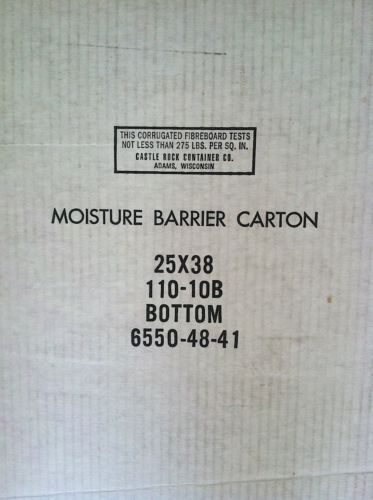 THIS CORRUGATED FIBREBOARD TESTS
NOT LESS THAN 275 LBS. PER SQ. IN.
CASTLE ROCK CONTAINER CO.
ADAMS, WISCONSIN
MOISTURE BARRIER CARTON
25X38
110-10B
BOTTOM
6550-48-41